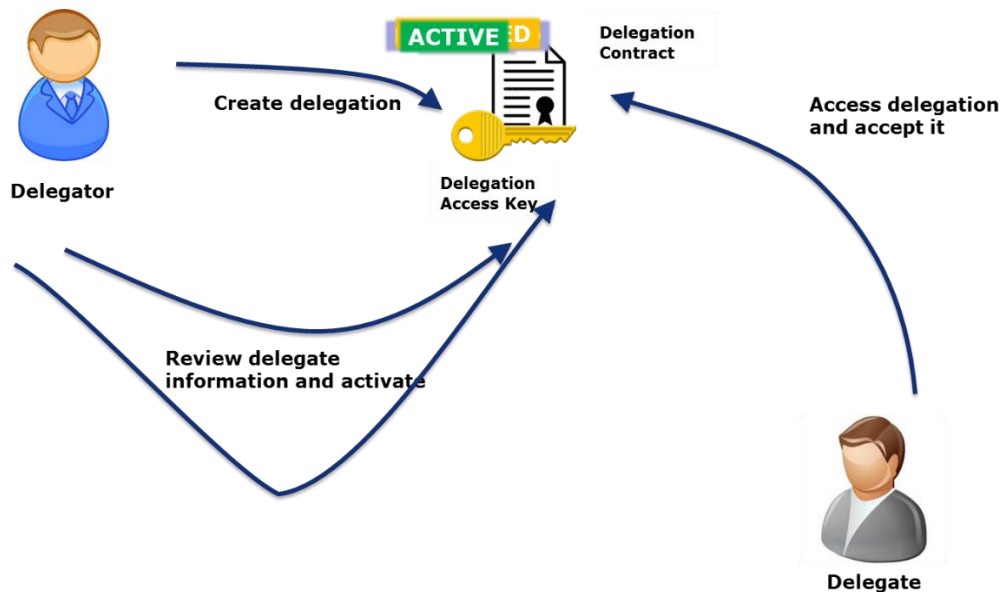 ACTIVE
Delegation
Contract
Create delegation
Access delegation
and accept it
Delegation
Access Key
Delegator
Review delegate
information and activate
Delegate